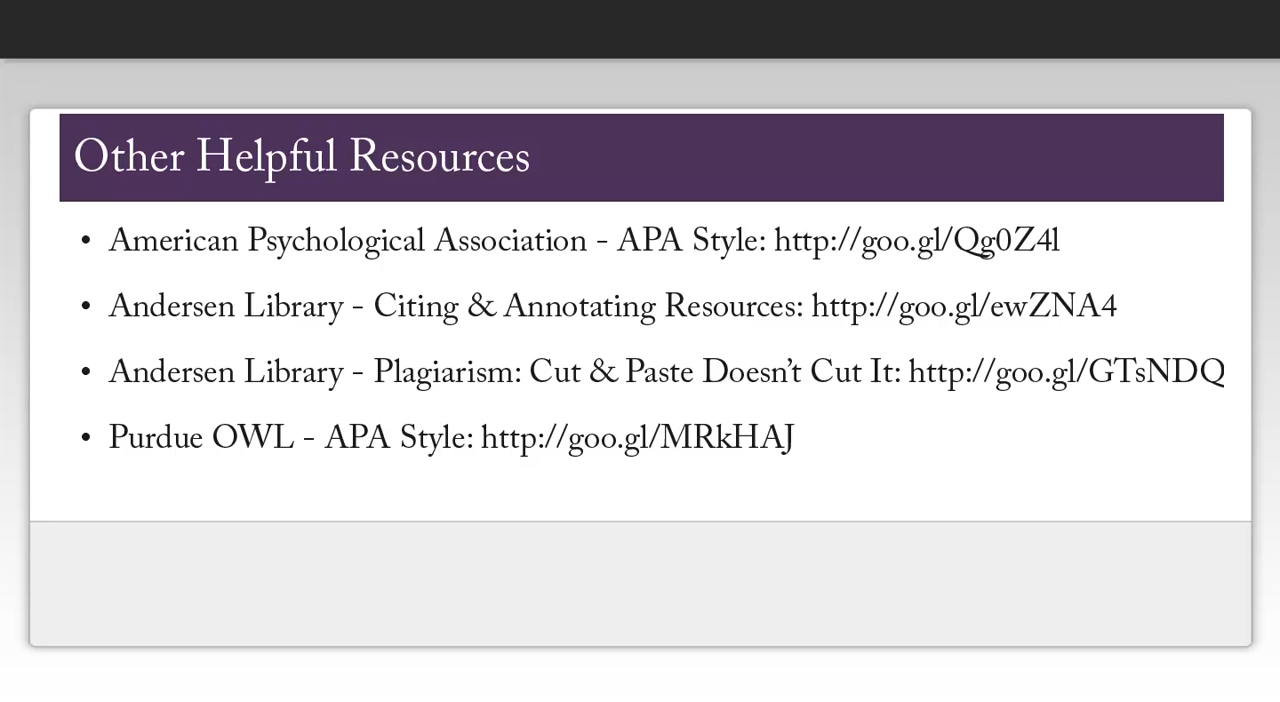 Other Helpful Resources
• American Psychological Association - APA Style: http://goo.gl/Qg0Z4l
• Andersen Library - Citing & Annotating Resources: http://goo.gl/ewZNA4
• Andersen Library - Plagiarism: Cut & Paste Doesn’t Cut It: http://goo.gl/GTsNDQ
• Purdue OWL - APA Style: http://goo.gl/MRkHAJ